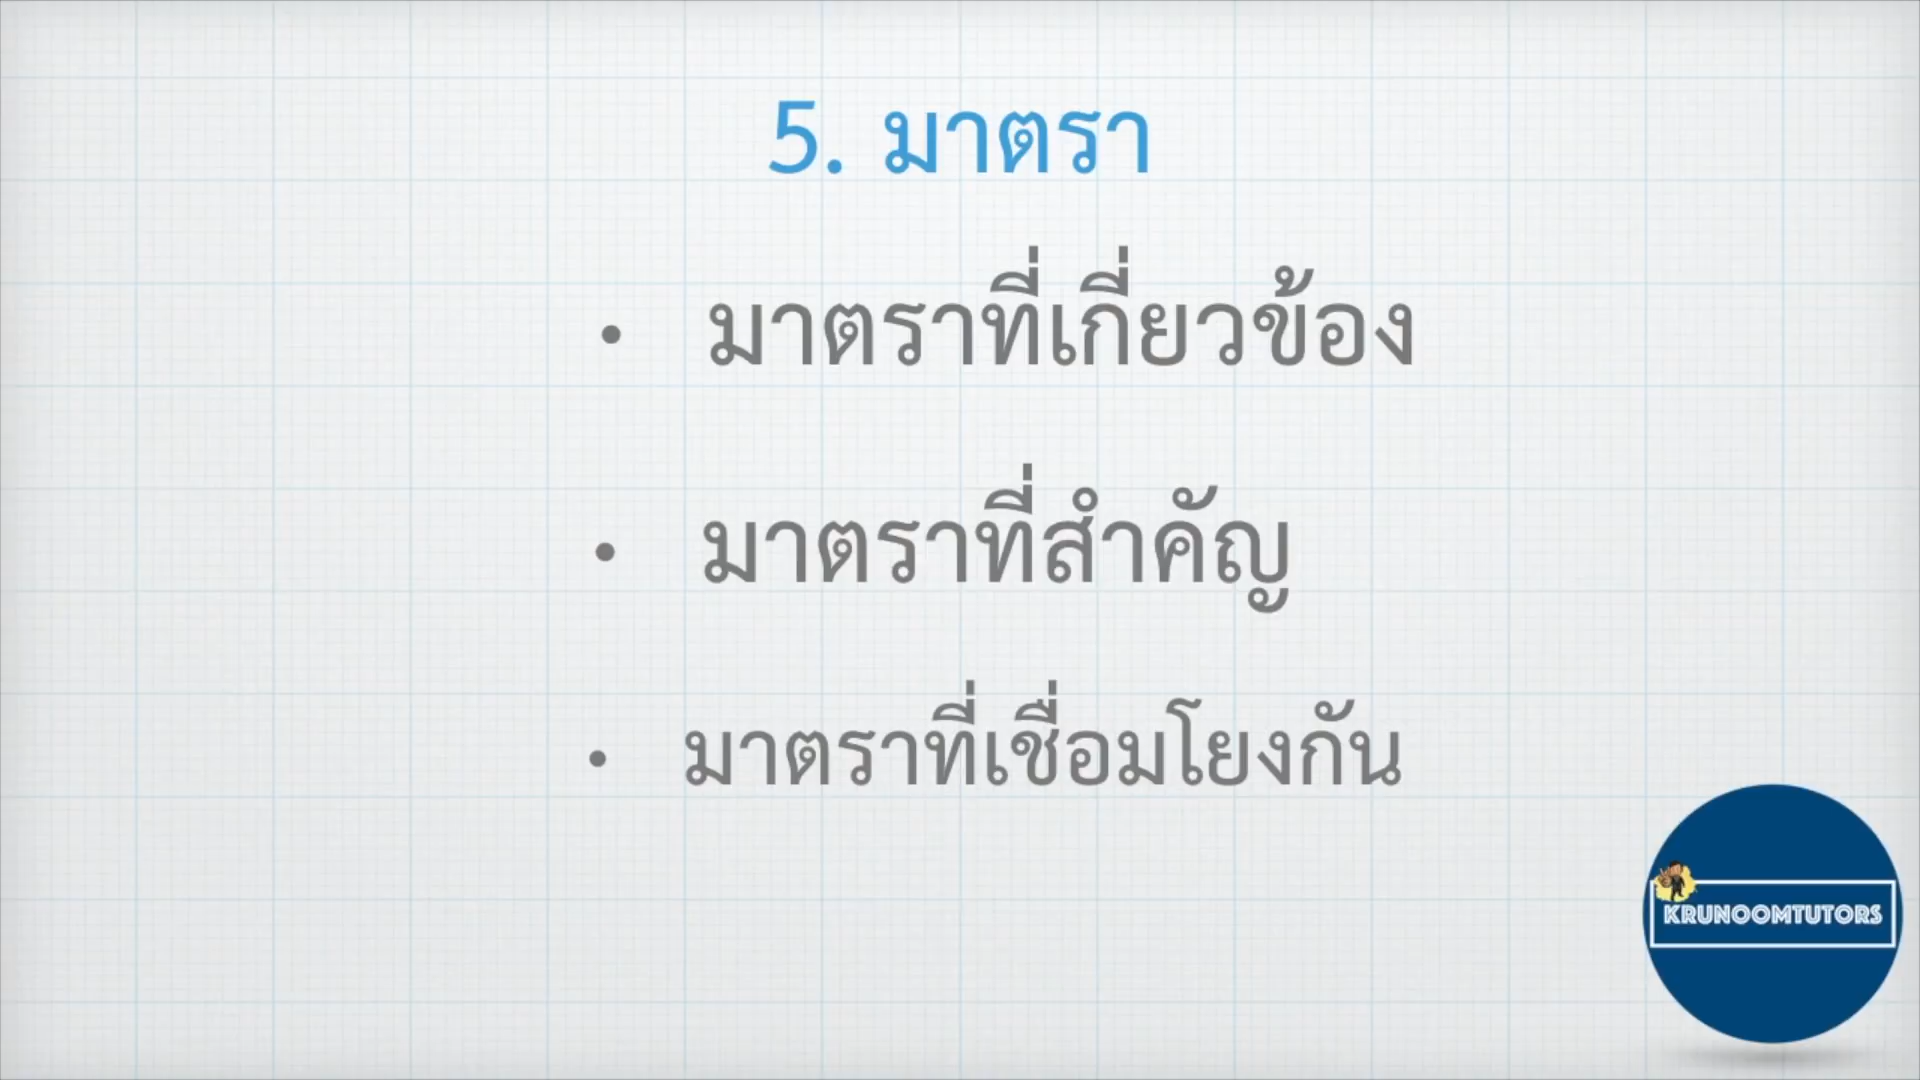 5. มาตรา
• มาตราที่เกี่ยวข้อง
• มาตราที่สำคัญ
• มาตราที่เชื่อมโยงกัน
KRUNOOMTUTORS